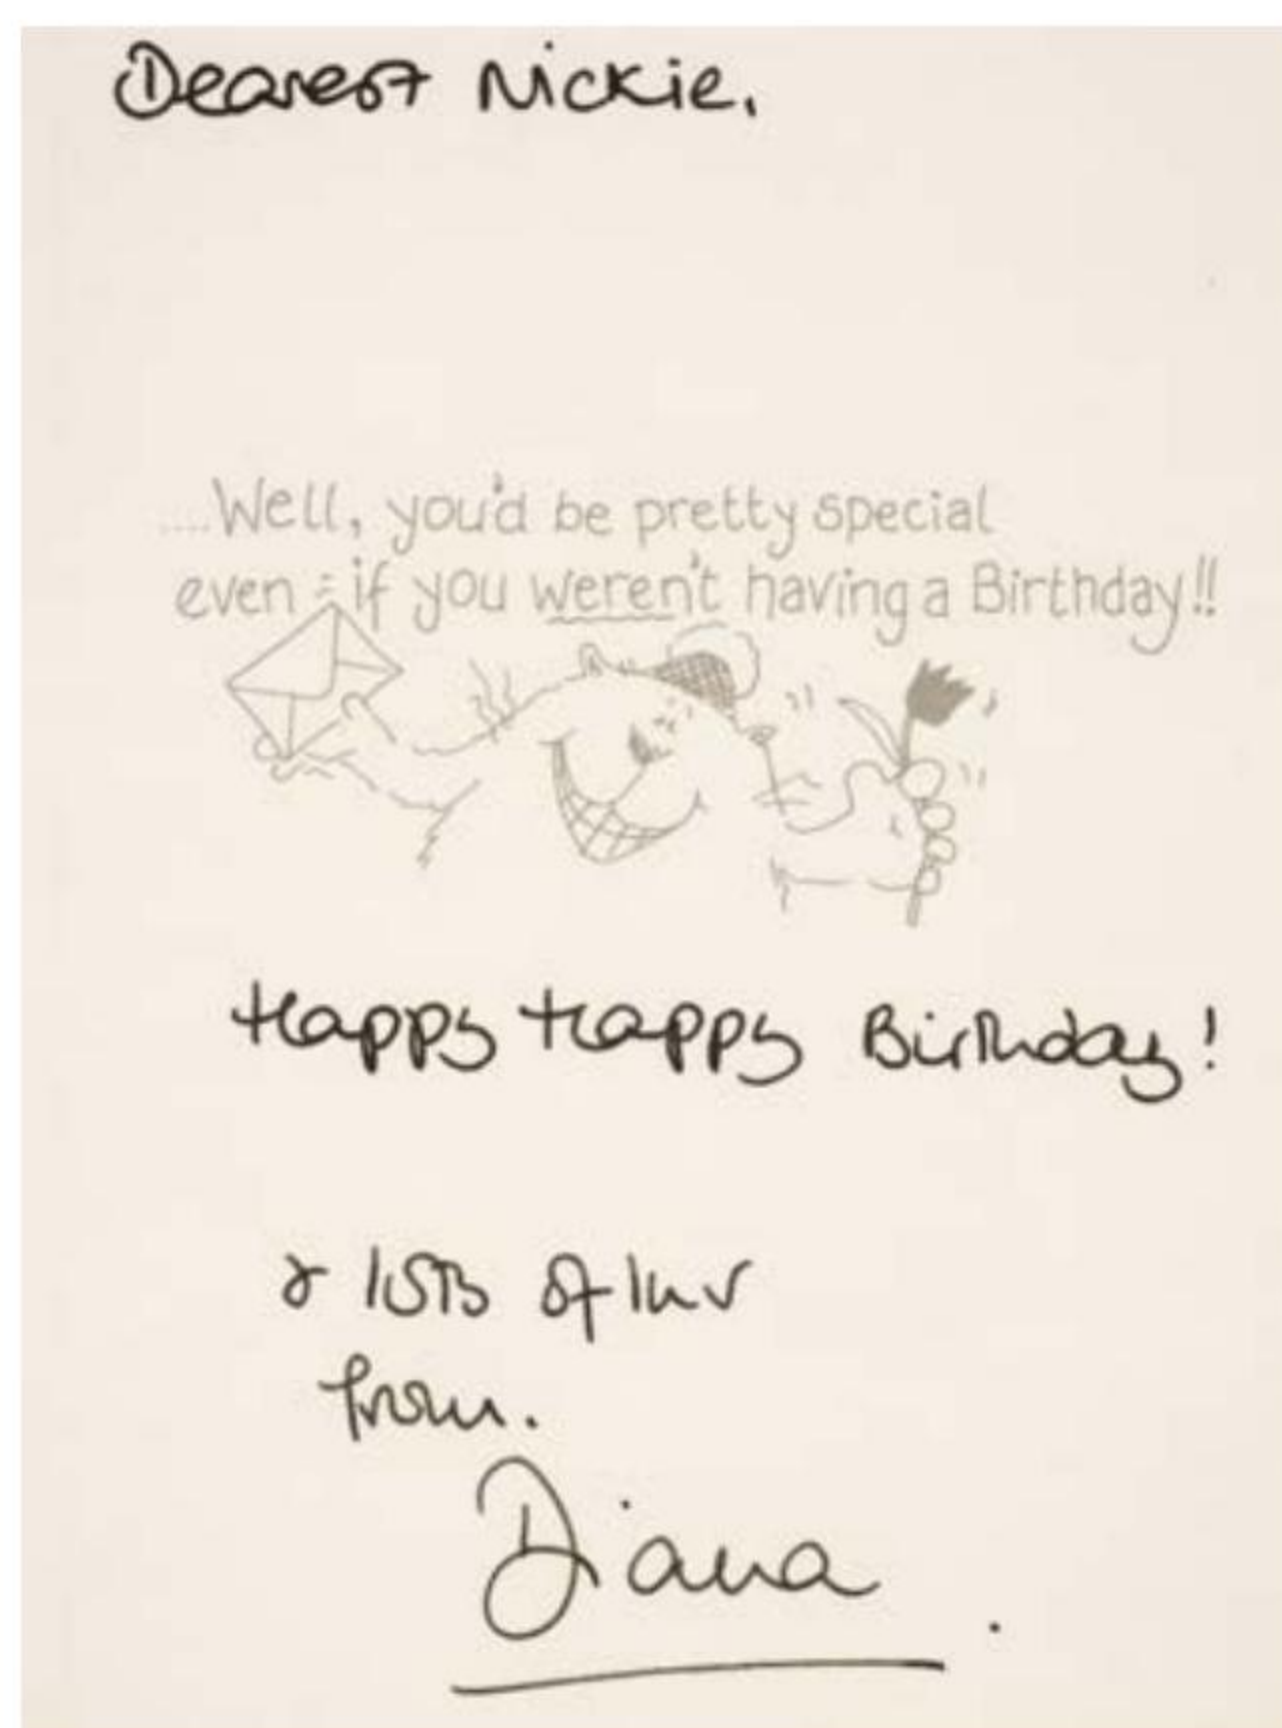 Dearest Nickie,
....Well, you'd be pretty special
even - if you weren't having a Birthday!!
Happy Happy Birthday!
& lots of luv
from.
Diana.